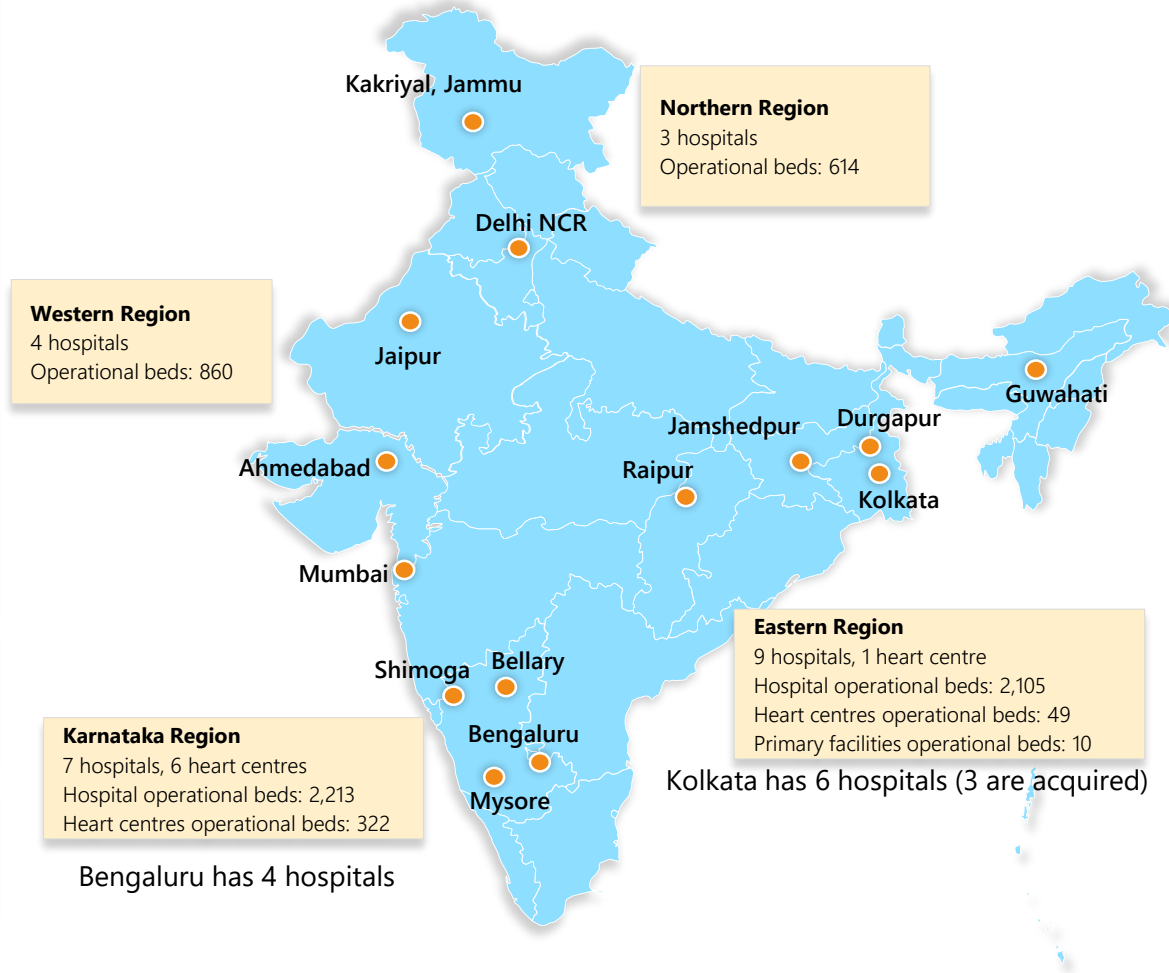 Kakriyal, Jammu
Northern Region
3 hospitals
Operational beds: 614
Delhi NCR
Western Region
4 hospitals
Operational beds: 860
Jaipur
Guwahati
Durgapur
Jamshedpur
Ahmedabad
Raipur
Kolkata
Mumbai
Eastern Region
9 hospitals, 1 heart centre
Hospital operational beds: 2,105
Heart centres operational beds: 49
Primary facilities operational beds: 10
Kolkata has 6 hospitals (3 are acquired)
Shimoga
Bellary
Bengaluru
Mysore
Karnataka Region
7 hospitals, 6 heart centres
Hospital operational beds: 2,213
Heart centres operational beds: 322
Bengaluru has 4 hospitals